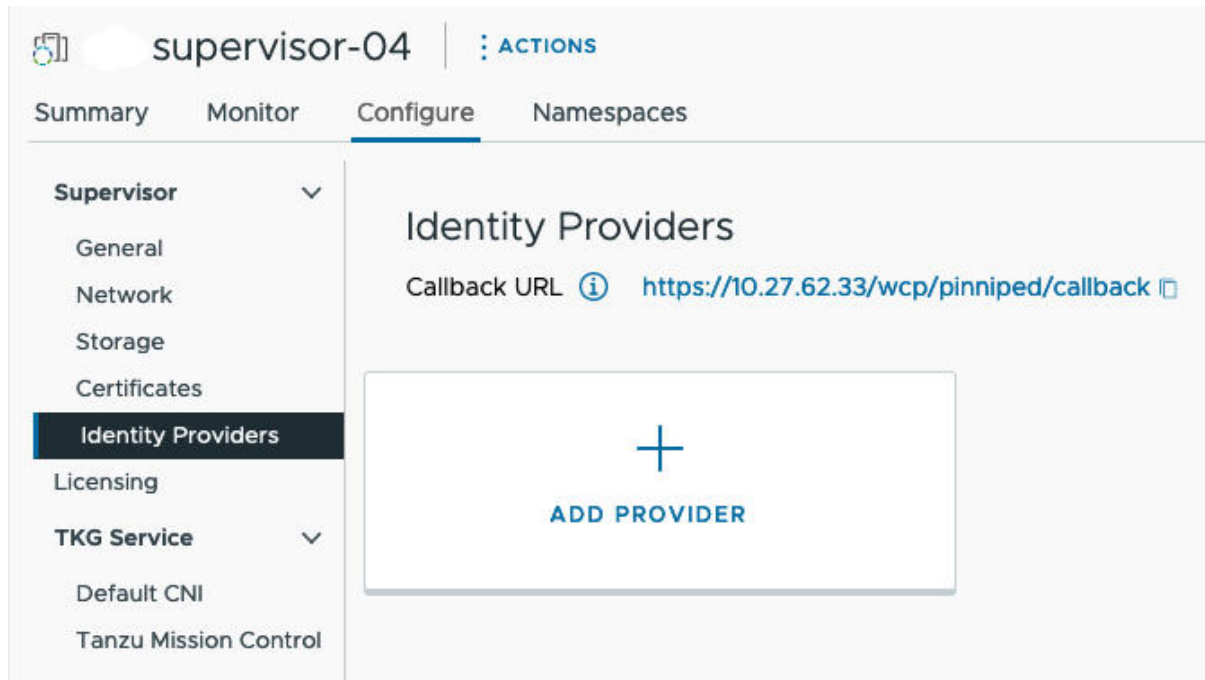 supervisor-04 ACTIONS
Summary Monitor Configure Namespaces
Supervisor
General
Network
Storage
Certificates
Identity Providers
Licensing
TKG Service
Default CNI
Tanzu Mission Control
Identity Providers
Callback URL https://10.27.62.33/wcp/pinniped/callback
ADD PROVIDER